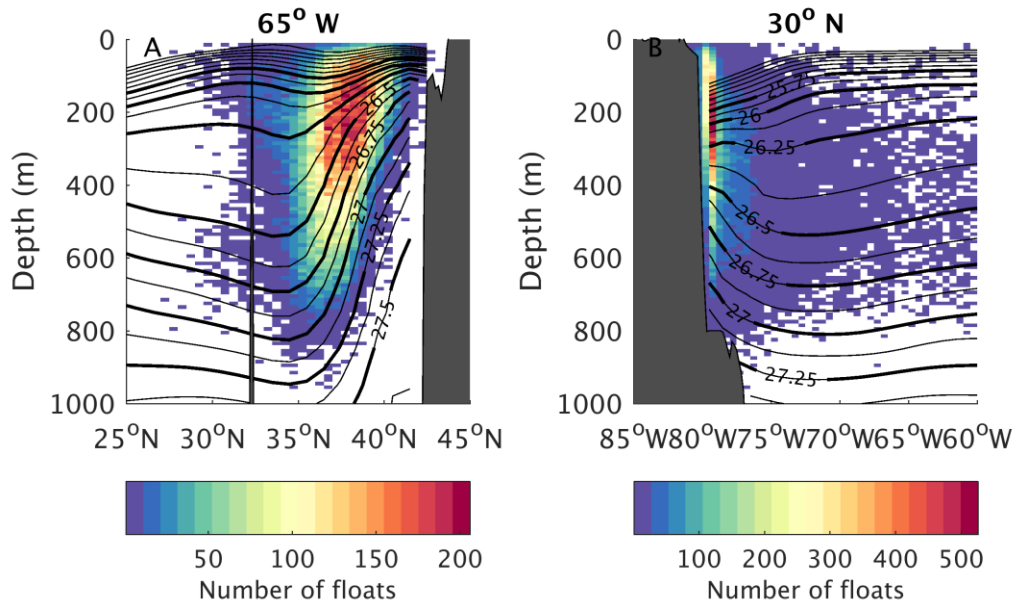 65° W
A
0
200
400
600
800
1000
Depth (m)
26.5
26.75
27
27.25
27.5
25°N 30°N 35°N 40°N 45°N
50 100 150 200
Number of floats
30° N
B
0
200
400
600
800
1000
Depth (m)
25.75
26
26.25
26.5
26.75
27
27.25
85°W 80°W 75°W 70°W 65°W 60°W
100 200 300 400 500
Number of floats